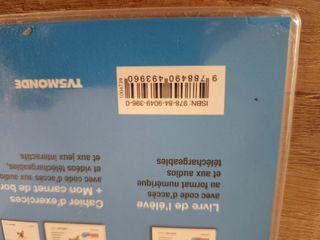 Livre de l'élève
avec code d'accès
au format numérique
et aux audios
téléchargeables
Cahier d'exercices
+ Mon carnet de bor
avec code d'accès aux audio
et vidéos téléchargeables,
et aux jeux interactifs
ISBN: 978-84-9049-396-0
9 788490 493960
TV5MONDE